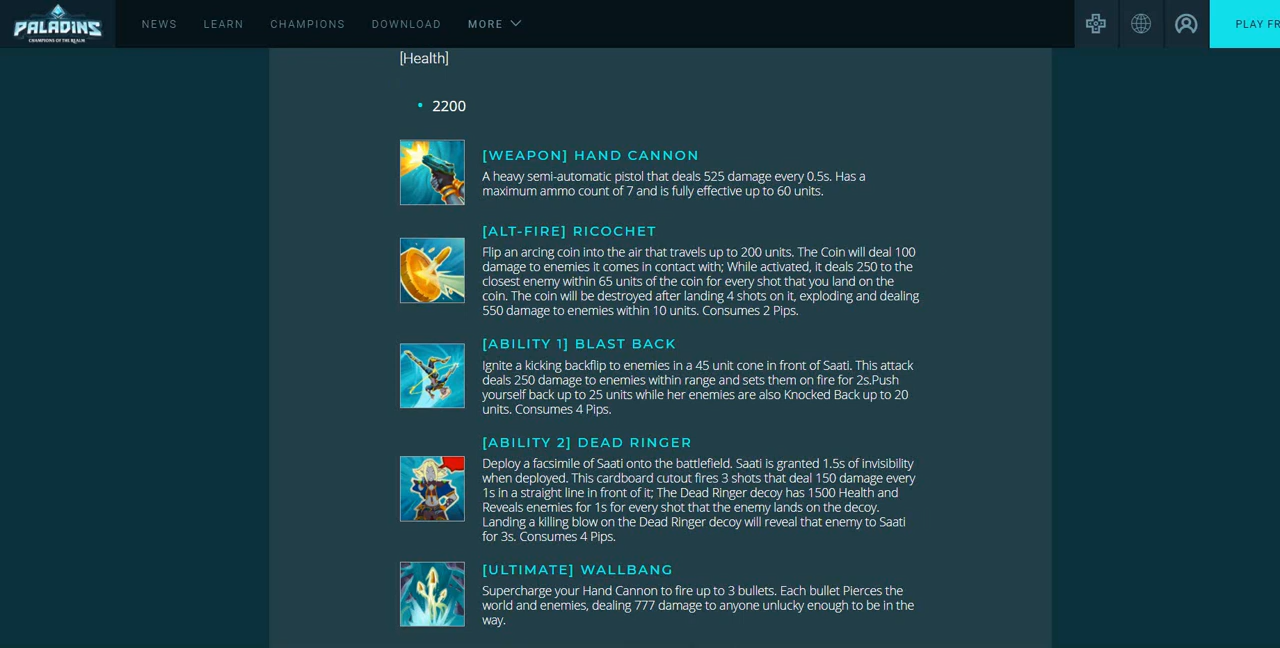 PALADINS
CHAMPIONS OF THE REALM
NEWS
LEARN
CHAMPIONS
DOWNLOAD
MORE
PLAY FR
[Health]
• 2200
[WEAPON] HAND CANNON
A heavy semi-automatic pistol that deals 525 damage every 0.5s. Has a
maximum ammo count of 7 and is fully effective up to 60 units.
[ALT-FIRE] RICOCHET
Flip an arcing coin into the air that travels up to 200 units. The Coin will deal 100
damage to enemies it comes in contact with; While activated, it deals 250 to the
closest enemy within 65 units of the coin for every shot that you land on the
coin. The coin will be destroyed after landing 4 shots on it, exploding and dealing
550 damage to enemies within 10 units. Consumes 2 Pips.
[ABILITY 1] BLAST BACK
Ignite a kicking backflip to enemies in a 45 unit cone in front of Saati. This attack
deals 250 damage to enemies within range and sets them on fire for 2s.Push
yourself back up to 25 units while her enemies are also Knocked Back up to 20
units. Consumes 4 Pips.
[ABILITY 2] DEAD RINGER
Deploy a facsimile of Saati onto the battlefield. Saati is granted 1.5s of invisibility
when deployed. This cardboard cutout fires 3 shots that deal 150 damage every
1s in a straight line in front of it; The Dead Ringer decoy has 1500 Health and
Reveals enemies for 1s for every shot that the enemy lands on the decoy.
Landing a killing blow on the Dead Ringer decoy will reveal that enemy to Saati
for 3s. Consumes 4 Pips.
[ULTIMATE] WALLBANG
Supercharge your Hand Cannon to fire up to 3 bullets. Each bullet Pierces the
world and enemies, dealing 777 damage to anyone unlucky enough to be in the
way.